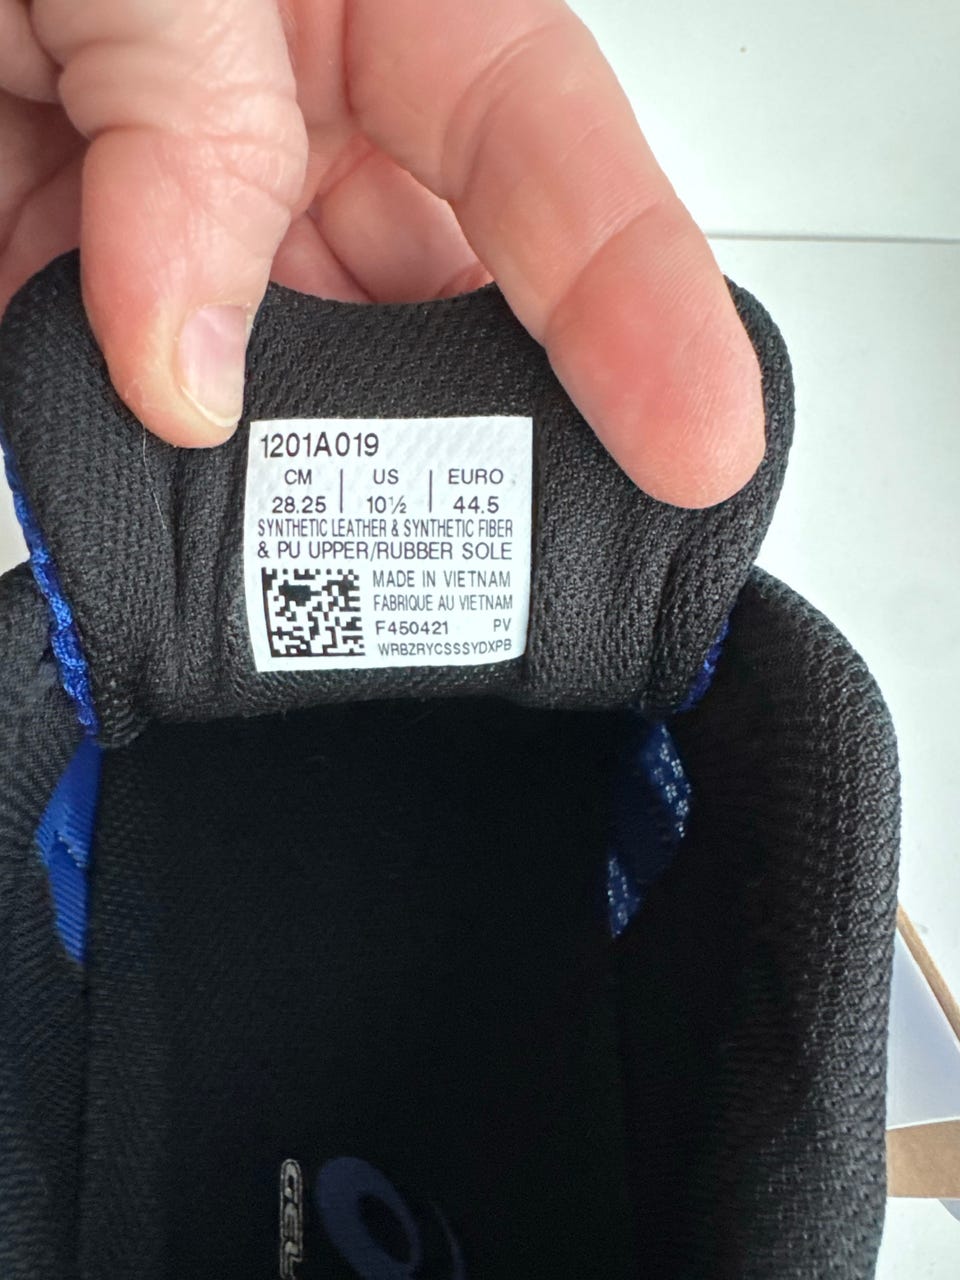 1201A019
CM | US | EURO
28.25 | 10½ | 44.5
SYNTHETIC LEATHER & SYNTHETIC FIBER
& PU UPPER/RUBBER SOLE
MADE IN VIETNAM
FABRIQUE AU VIETNAM
F450421 PV
WRBZRYCSSSYDXPB
GEL